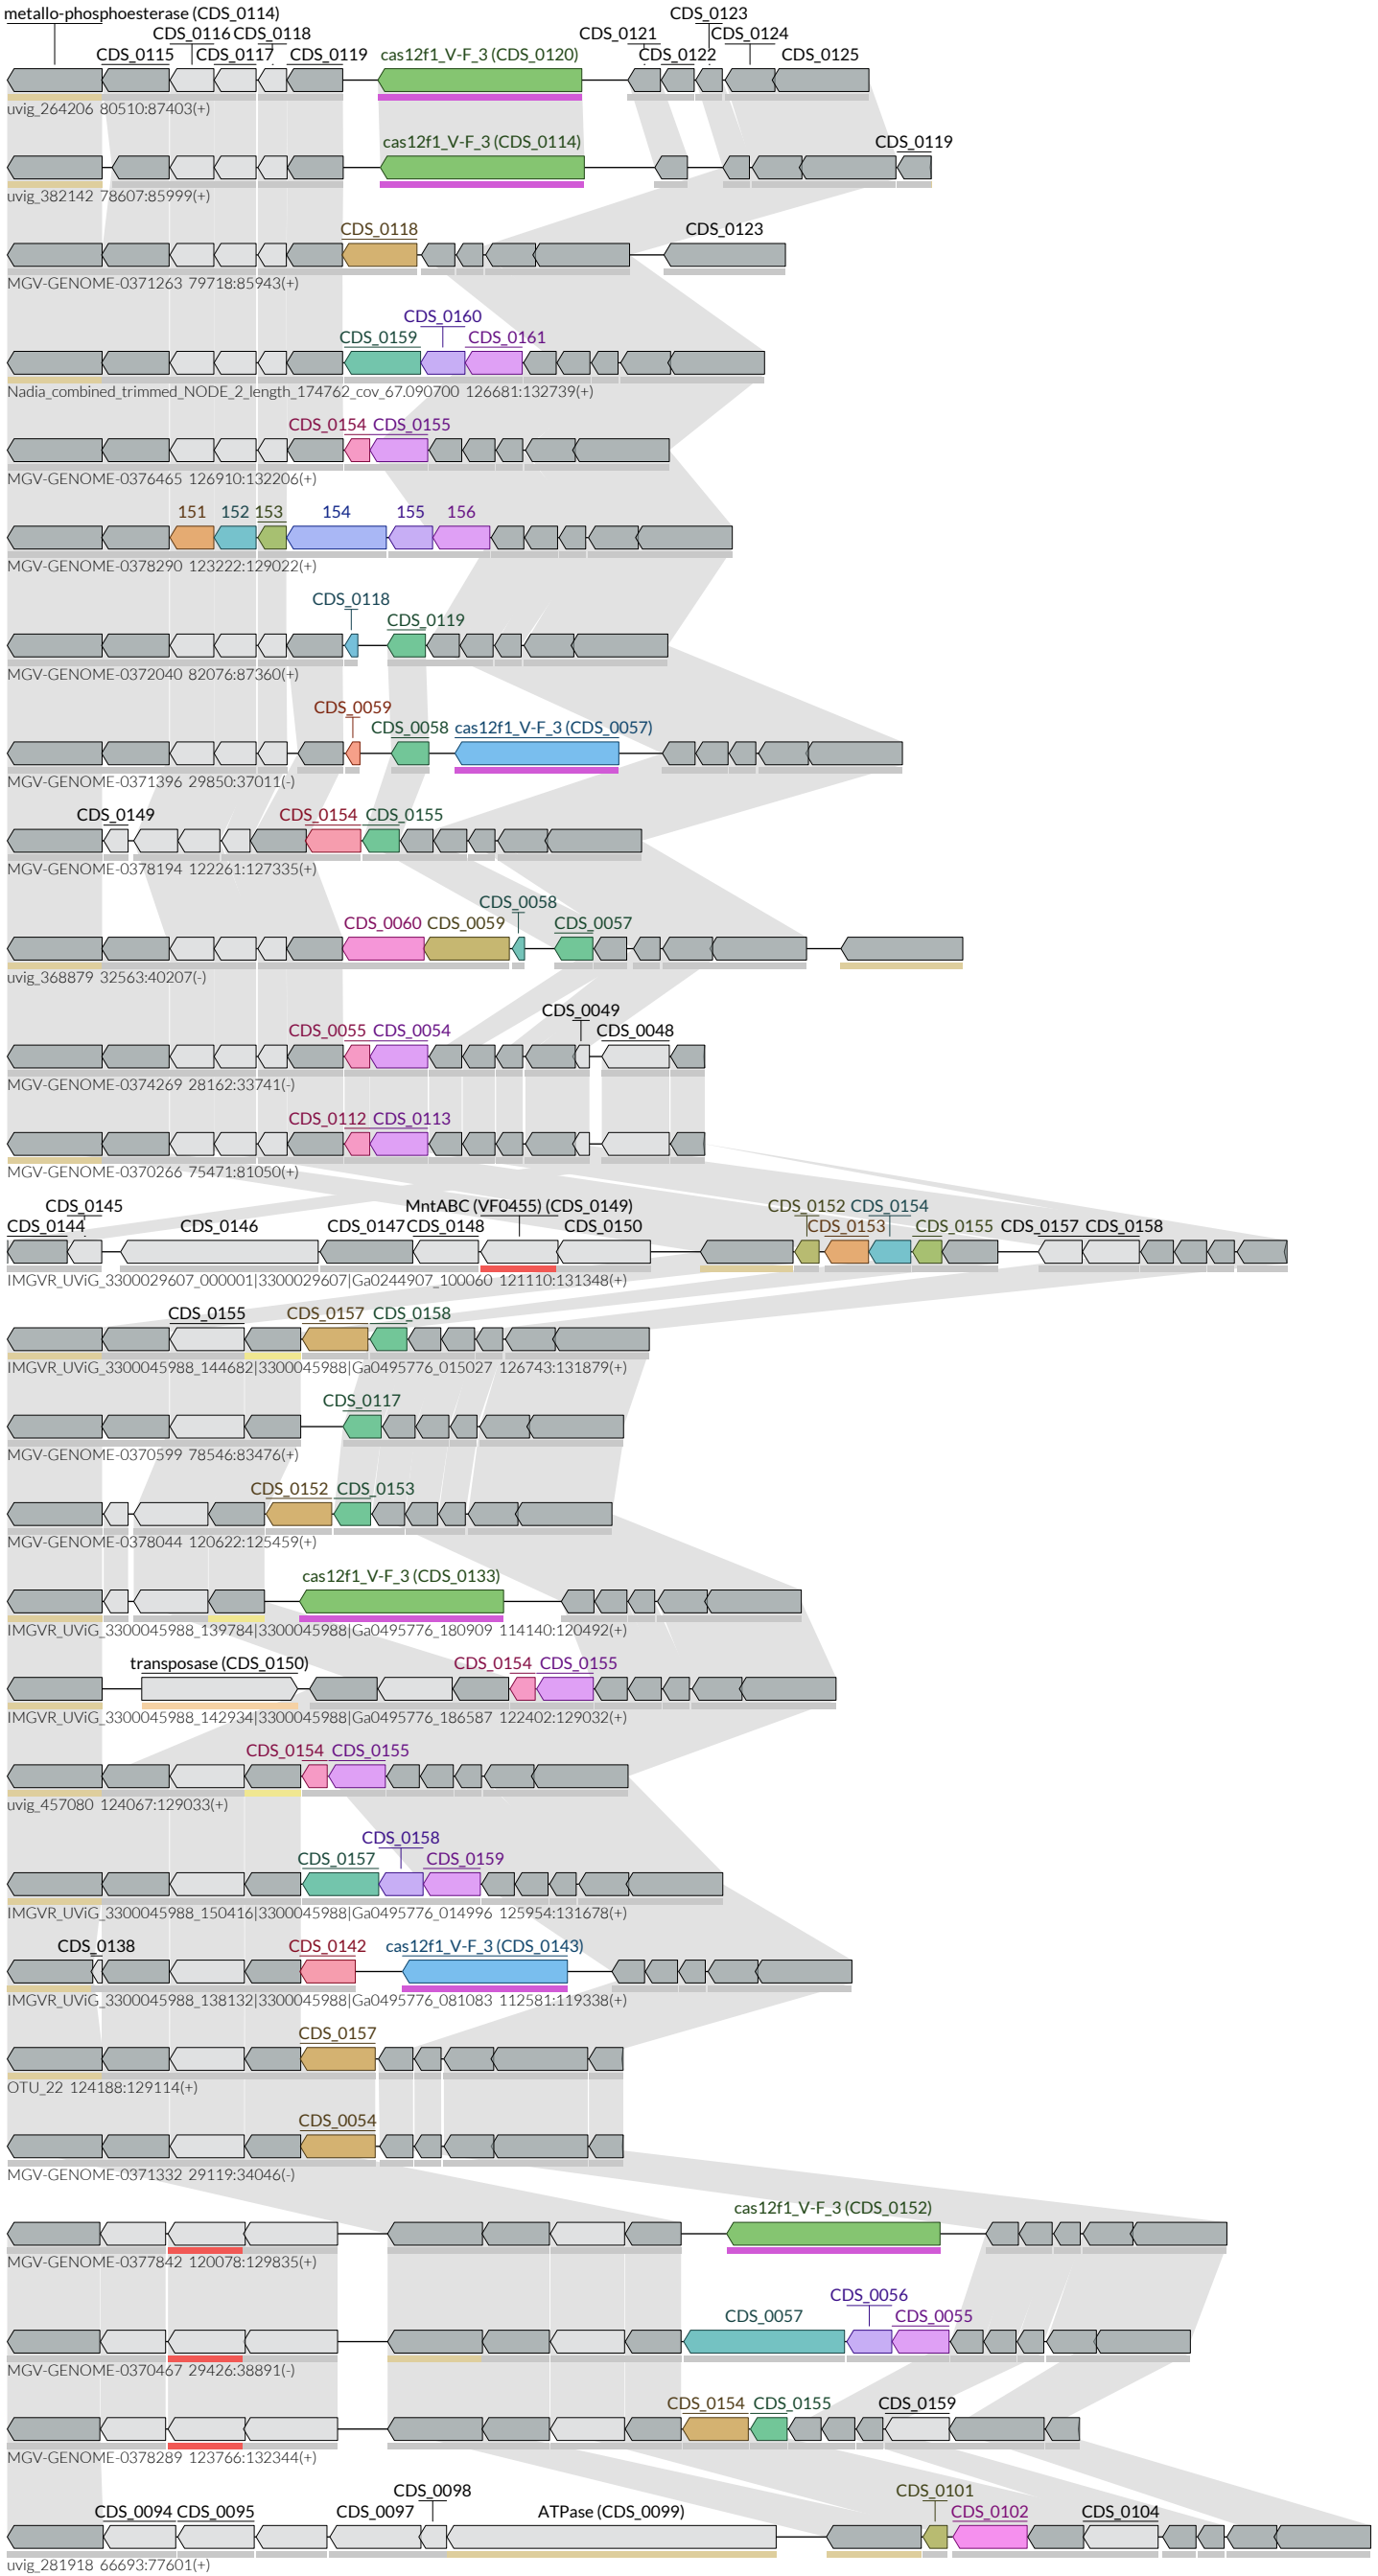 metallo-phosphoesterase (CDS_0114) CDS_0123
CDS_0116 CDS_0118 CDS_0121 CDS_0124
CDS_0115 CDS_0117 CDS_0119 cas12f1_V-F_3 (CDS_0120) CDS_0122 CDS_0125
uvig_264206 80510:87403(+)
cas12f1_V-F_3 (CDS_0114) CDS_0119
uvig_382142 78607:85999(+)
CDS_0118 CDS_0123
MGV-GENOME-0371263 79718:85943(+)
CDS_0160
CDS_0159 CDS_0161
Nadia_combined_trimmed_NODE_2_length_174762_cov_67.090700 126681:132739(+)
CDS_0154 CDS_0155
MGV-GENOME-0376465 126910:132206(+)
151 152 153 154 155 156
MGV-GENOME-0378290 123222:129022(+)
CDS_0118
CDS_0119
MGV-GENOME-0372040 82076:87360(+)
CDS_0059
CDS_0058 cas12f1_V-F_3 (CDS_0057)
MGV-GENOME-0371396 29850:37011(-)
CDS_0149 CDS_0154 CDS_0155
MGV-GENOME-0378194 122261:127335(+)
CDS_0058
CDS_0060 CDS_0059 CDS_0057
uvig_368879 32563:40207(-)
CDS_0049
CDS_0055 CDS_0054 CDS_0048
MGV-GENOME-0374269 28162:33741(-)
CDS_0112 CDS_0113
MGV-GENOME-0370266 75471:81050(+)
CDS_0145 MntABC (VF0455) (CDS_0149) CDS_0152 CDS_0154
CDS_0144 CDS_0146 CDS_0147 CDS_0148 CDS_0150 CDS_0153 CDS_0155 CDS_0157 CDS_0158
IMGVR_UViG_3300029607_000001|3300029607|Ga0244907_100060 121110:131348(+)
CDS_0155 CDS_0157 CDS_0158
IMGVR_UViG_3300045988_144682|3300045988|Ga0495776_015027 126743:131879(+)
CDS_0117
MGV-GENOME-0370599 78546:83476(+)
CDS_0152 CDS_0153
MGV-GENOME-0378044 120622:125459(+)
cas12f1_V-F_3 (CDS_0133)
IMGVR_UViG_3300045988_139784|3300045988|Ga0495776_180909 114140:120492(+)
transposase (CDS_0150) CDS_0154 CDS_0155
IMGVR_UViG_3300045988_142934|3300045988|Ga0495776_186587 122402:129032(+)
CDS_0154 CDS_0155
uvig_457080 124067:129033(+)
CDS_0158
CDS_0157 CDS_0159
IMGVR_UViG_3300045988_150416|3300045988|Ga0495776_014996 125954:131678(+)
CDS_0138 CDS_0142 cas12f1_V-F_3 (CDS_0143)
IMGVR_UViG_3300045988_138132|3300045988|Ga0495776_081083 112581:119338(+)
CDS_0157
OTU_22 124188:129114(+)
CDS_0054
MGV-GENOME-0371332 29119:34046(-)
cas12f1_V-F_3 (CDS_0152)
MGV-GENOME-0377842 120078:129835(+)
CDS_0056
CDS_0057 CDS_0055
MGV-GENOME-0370467 29426:38891(-)
CDS_0154 CDS_0155 CDS_0159
MGV-GENOME-0378289 123766:132344(+)
CDS_0098 CDS_0101
CDS_0094 CDS_0095 CDS_0097 ATPase (CDS_0099) CDS_0102 CDS_0104
uvig_281918 66693:77601(+)